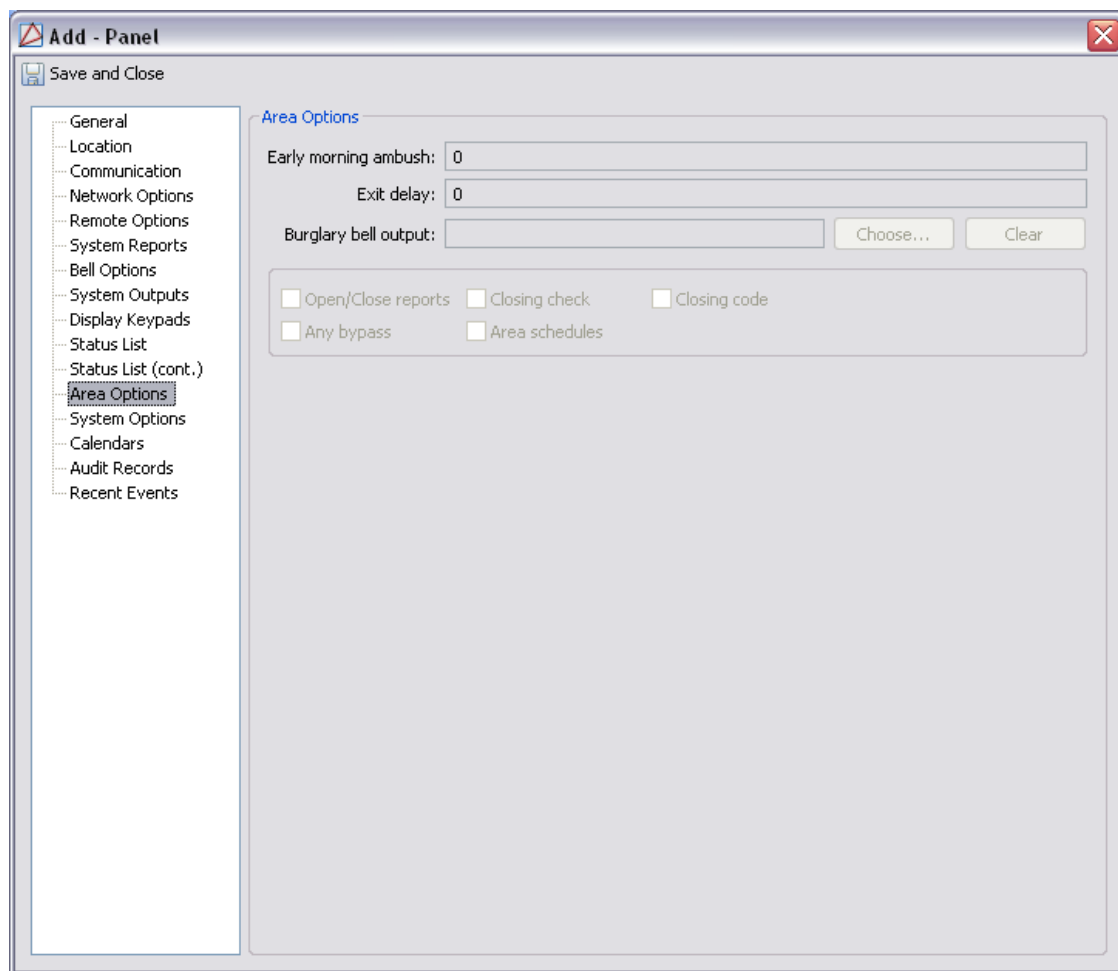 Add - Panel
Save and Close
General
Location
Communication
Network Options
Remote Options
System Reports
Bell Options
System Outputs
Display Keypads
Status List
Status List (cont.)
Area Options
System Options
Calendars
Audit Records
Recent Events
Area Options
Early morning ambush: 0
Exit delay: 0
Burglary bell output: Choose... Clear
Open/Close reports Closing check Closing code
Any bypass Area schedules